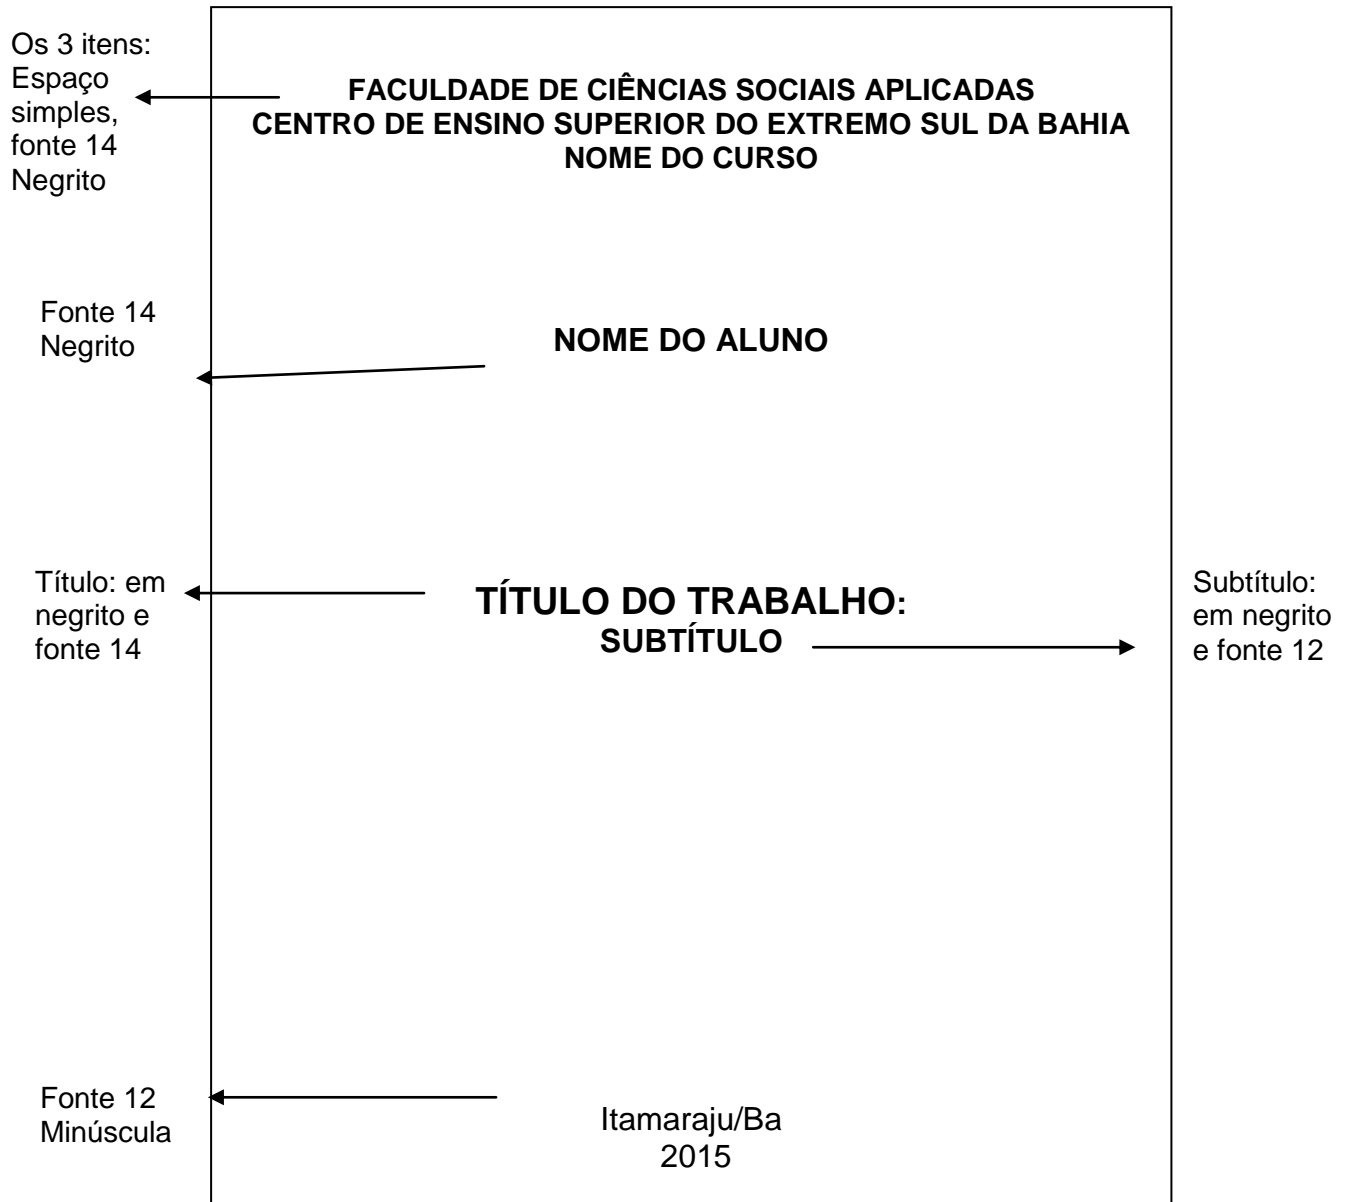 Os 3 itens:
Espaço
simples,
fonte 14
Negrito
FACULDADE DE CIÊNCIAS SOCIAIS APLICADAS
CENTRO DE ENSINO SUPERIOR DO EXTREMO SUL DA BAHIA
NOME DO CURSO
Fonte 14
Negrito
NOME DO ALUNO
Título: em
negrito e
fonte 14
TÍTULO DO TRABALHO:
SUBTÍTULO
Subtítulo:
em negrito
e fonte 12
Fonte 12
Minúscula
Itamaraju/Ba
2015